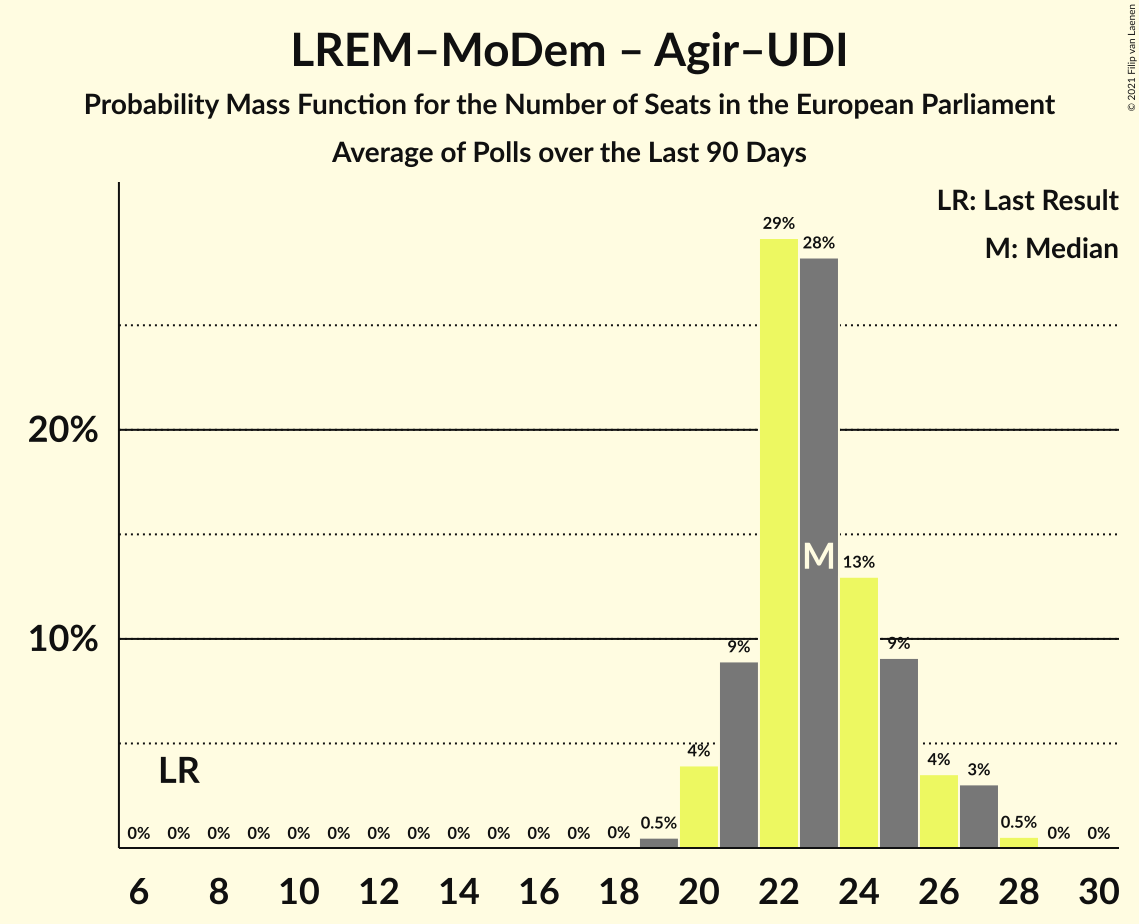 LREM–MoDem – Agir–UDI
Probability Mass Function for the Number of Seats in the European Parliament
Average of Polls over the Last 90 Days
© 2021 Filip van Laenen
LR: Last Result
M: Median
29%
28%
20%
M
13%
10%
9%
9%
LR
4%
4%
3%
0% 0% 0% 0% 0% 0% 0% 0% 0% 0% 0% 0% 0% 0.5% 0.5% 0% 0%
6 8 10 12 14 16 18 20 22 24 26 28 30